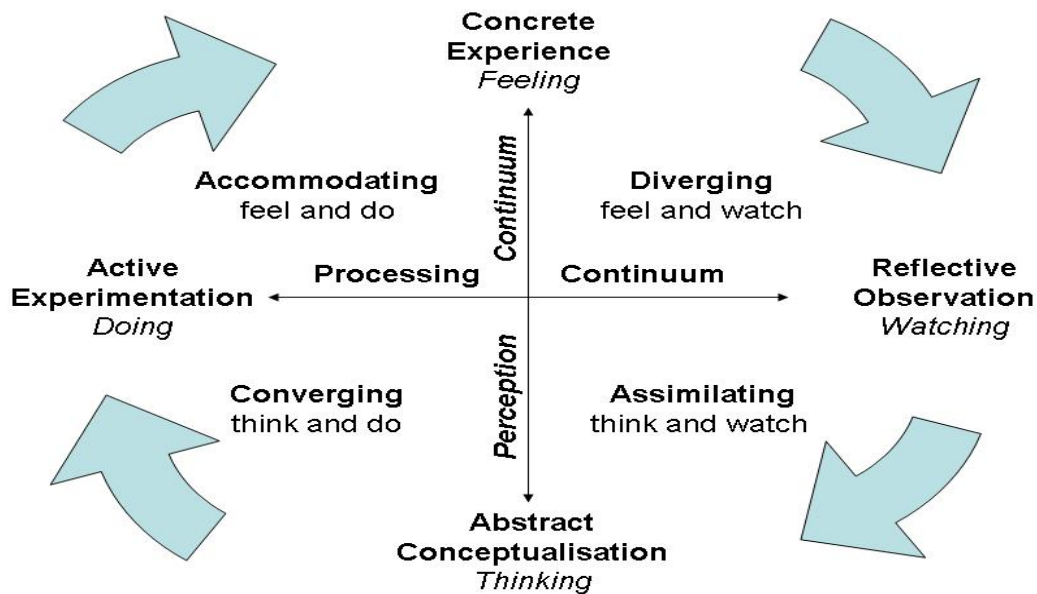 Concrete
Experience
Feeling
Accommodating
feel and do
Continuum
Diverging
feel and watch
Active
Experimentation
Doing
Processing
Continuum
Reflective
Observation
Watching
Converging
think and do
Perception
Assimilating
think and watch
Abstract
Conceptualisation
Thinking